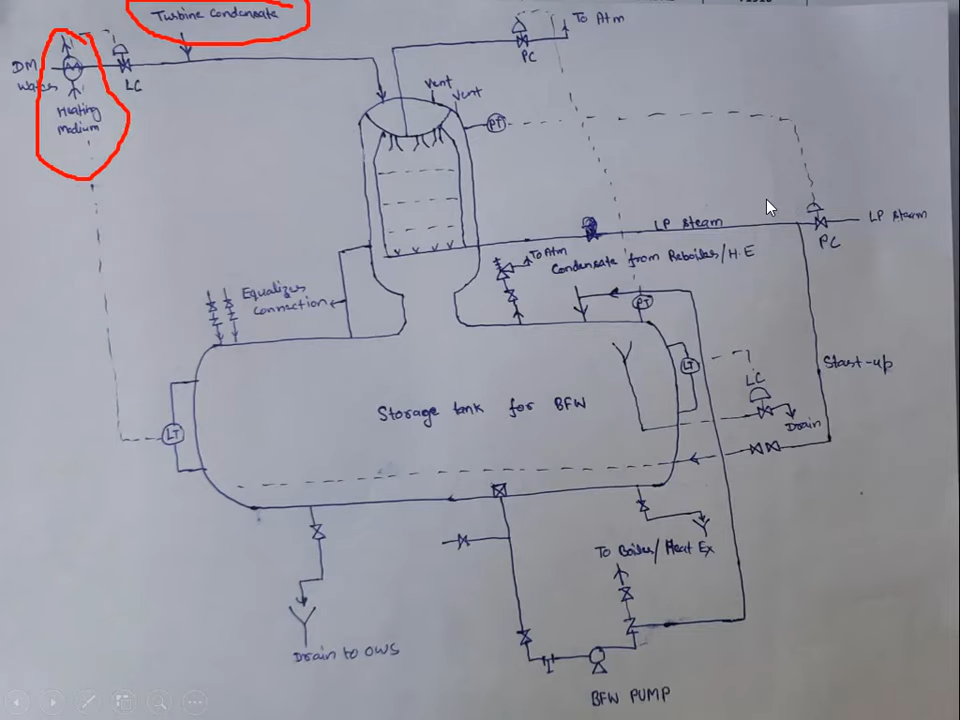 Turbine Condensate
To Atm
DM
Water
LC
PC
Heating
medium
Vent
Vent
PT
LP Steam
LP Steam
PC
To Atm
Condensate from Reboiler/H.E
Equalizer
Connection
PT
LT
LC
Start-up
Storage tank for BFW
Drain
LT
To Boiler/Heat Ex
Drain to OWS
BFW PUMP